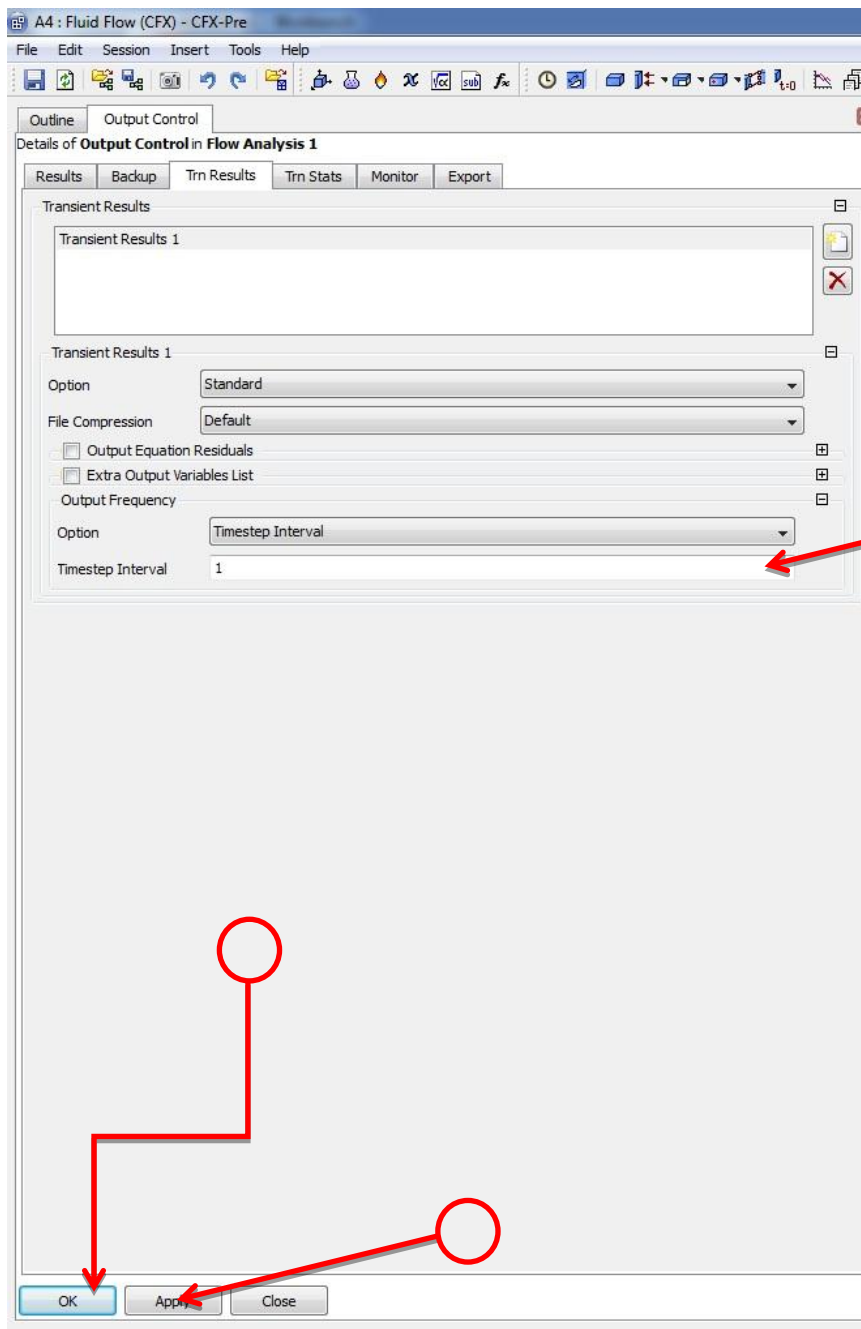 A4 : Fluid Flow (CFX) - CFX-Pre
File Edit Session Insert Tools Help
Outline Output Control
Details of Output Control in Flow Analysis 1
Results Backup Trn Results Trn Stats Monitor Export
Transient Results
Transient Results 1
Transient Results 1
Option Standard
File Compression Default
Output Equation Residuals
Extra Output Variables List
Output Frequency
Option Timestep Interval
Timestep Interval 1
OK Apply Close